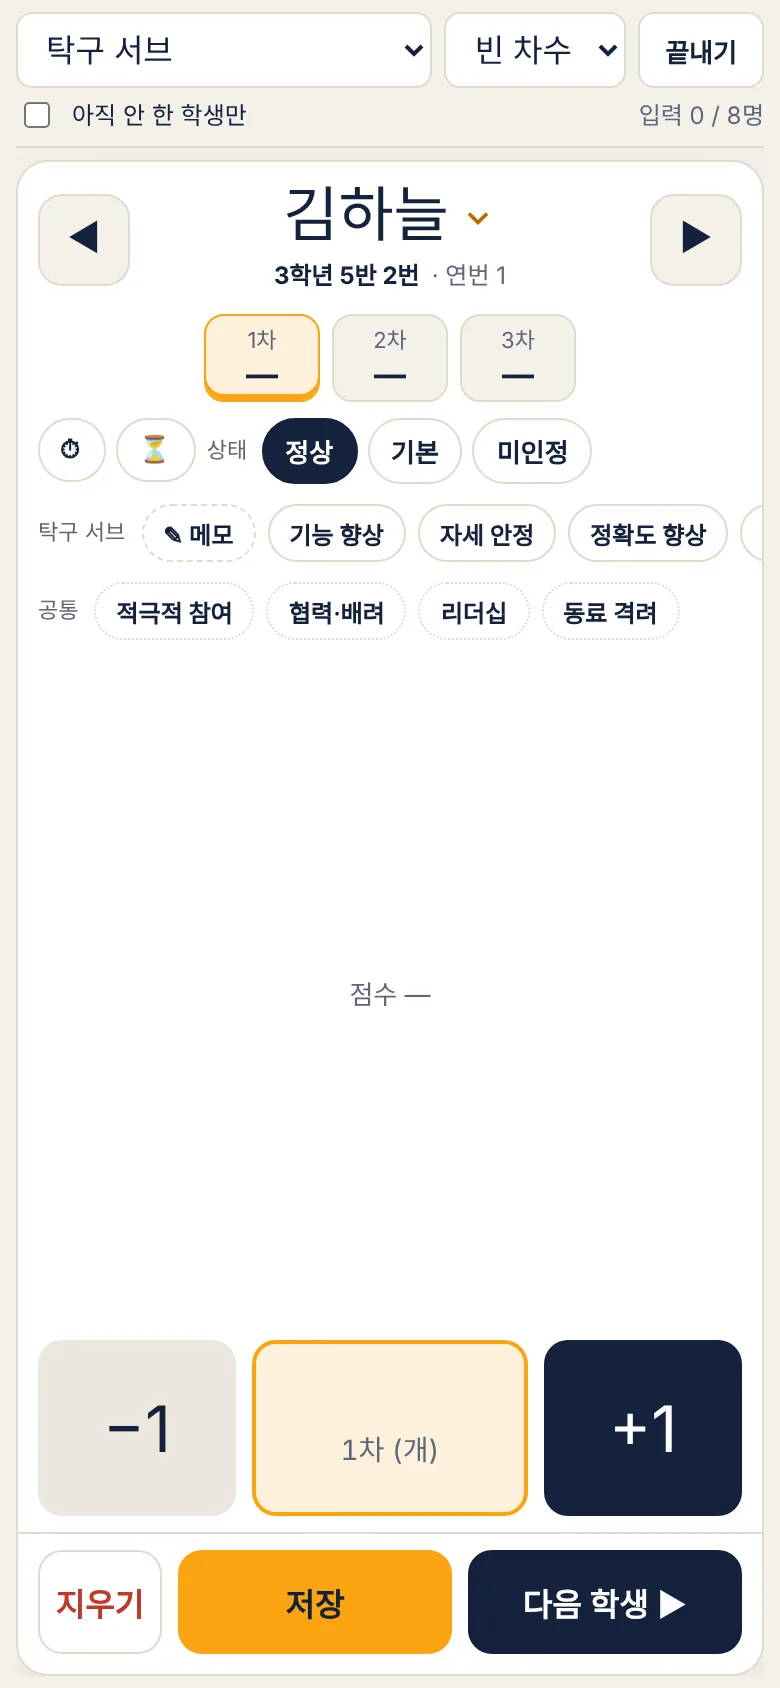 탁구 서브 빈 차수 끝내기
아직 안 한 학생만 입력 0 / 8명
◀ 김하늘 ▶
3학년 5반 2번 · 연번 1
1차 2차 3차
— — —
⏱ ⏳ 상태 정상 기본 미인정
탁구 서브 ✎ 메모 기능 향상 자세 안정 정확도 향상
공통 적극적 참여 협력·배려 리더십 동료 격려
점수 —
−1 1차 (개) +1
지우기 저장 다음 학생 ▶